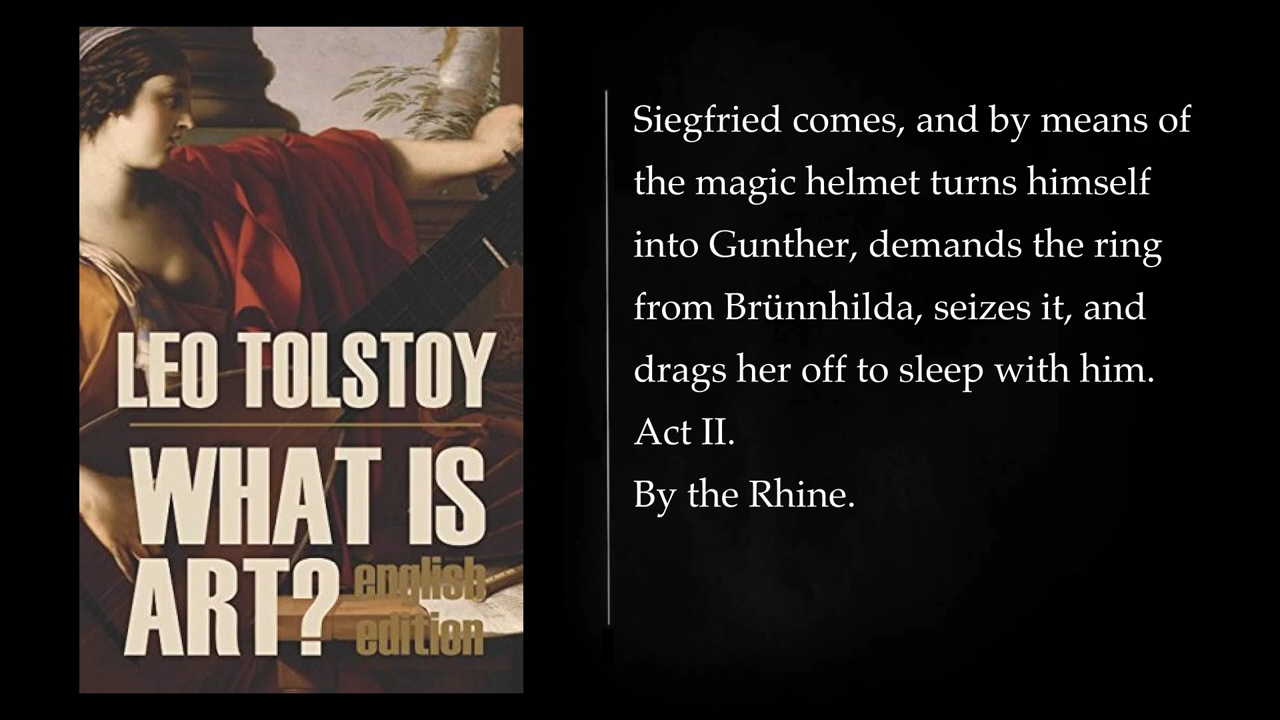 LEO TOLSTOY
WHAT IS
ART?
english
edition
Siegfried comes, and by means of
the magic helmet turns himself
into Gunther, demands the ring
from Brünnhilda, seizes it, and
drags her off to sleep with him.
Act II.
By the Rhine.